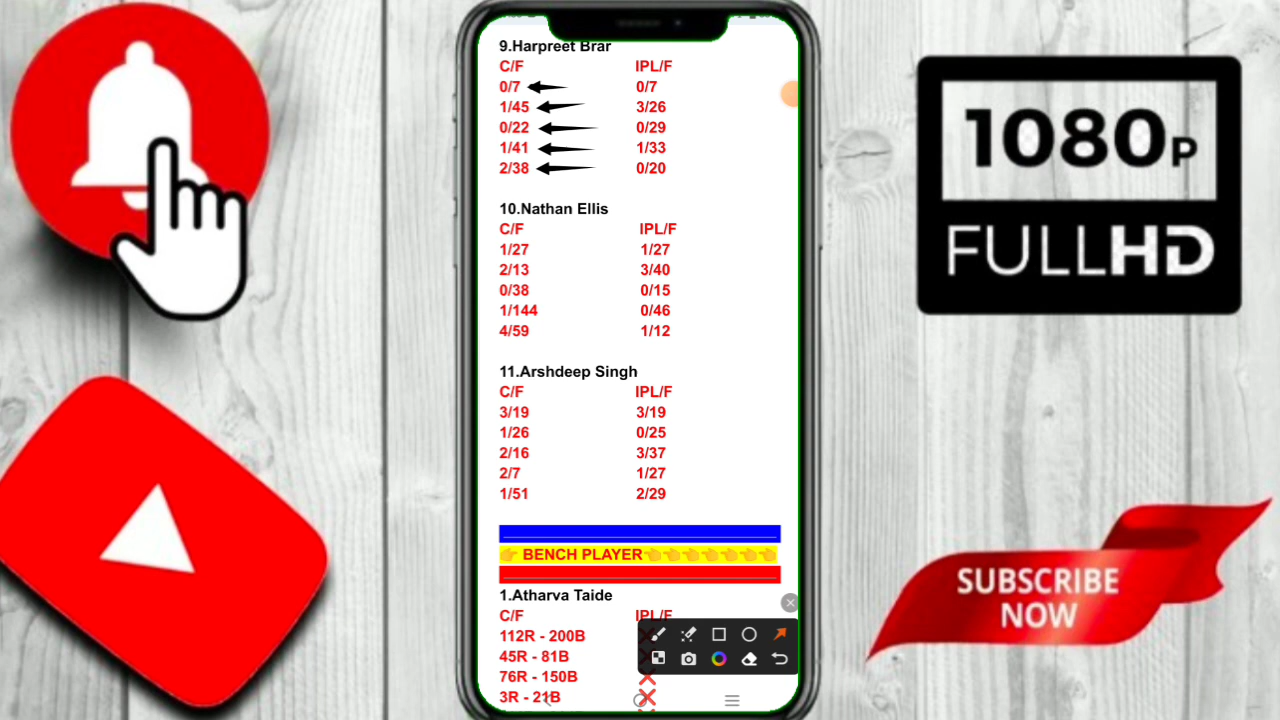 9.Harpreet Brar
C/F IPL/F
0/7 0/7
1/45 3/26
0/22 0/29
1/41 1/33
2/38 0/20
10.Nathan Ellis
C/F IPL/F
1/27 1/27
2/13 3/40
0/38 0/15
1/144 0/46
4/59 1/12
11.Arshdeep Singh
C/F IPL/F
3/19 3/19
1/26 0/25
2/16 3/37
2/7 1/27
1/51 2/29
👉 BENCH PLAYER👈👈👈👈👈👈👈
1.Atharva Taide
C/F IPL/F
112R - 200B
45R - 81B
76R - 150B ❌
3R - 21B ❌
1080P
FULLHD
SUBSCRIBE
NOW